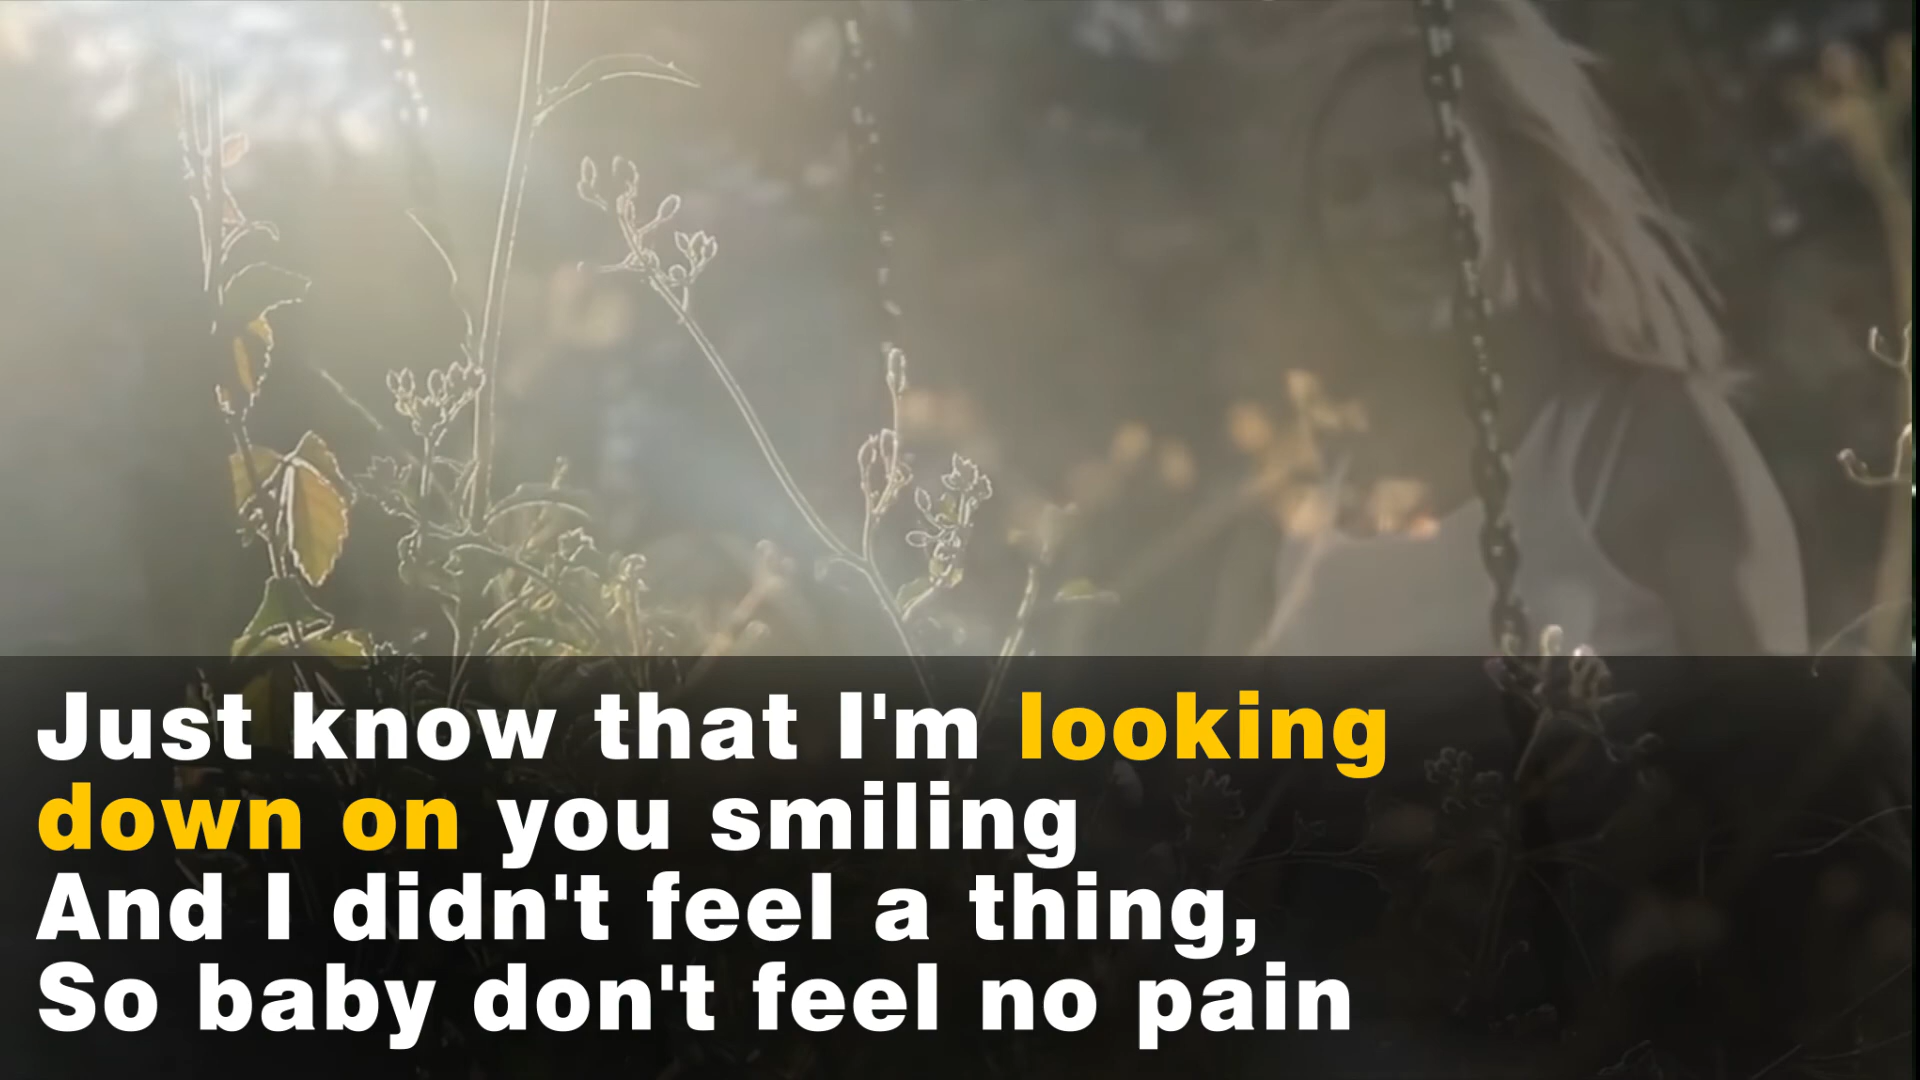 Just know that I'm looking
down on you smiling
And I didn't feel a thing,
So baby don't feel no pain